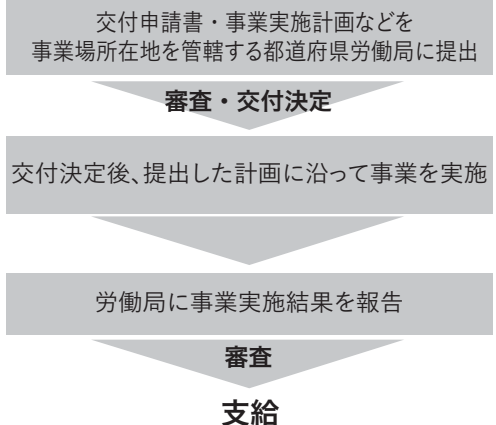 交付申請書・事業実施計画などを
事業場所在地を管轄する都道府県労働局に提出
審査・交付決定
交付決定後、提出した計画に沿って事業を実施
労働局に事業実施結果を報告
審査
支給